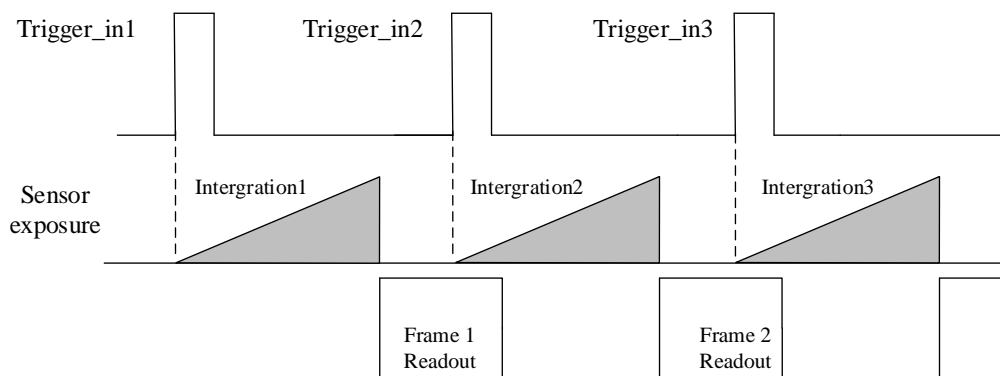 Trigger_in1
Trigger_in2
Trigger_in3
Sensor
exposure
Intergration1
Intergration2
Intergration3
Frame 1
Readout
Frame 2
Readout